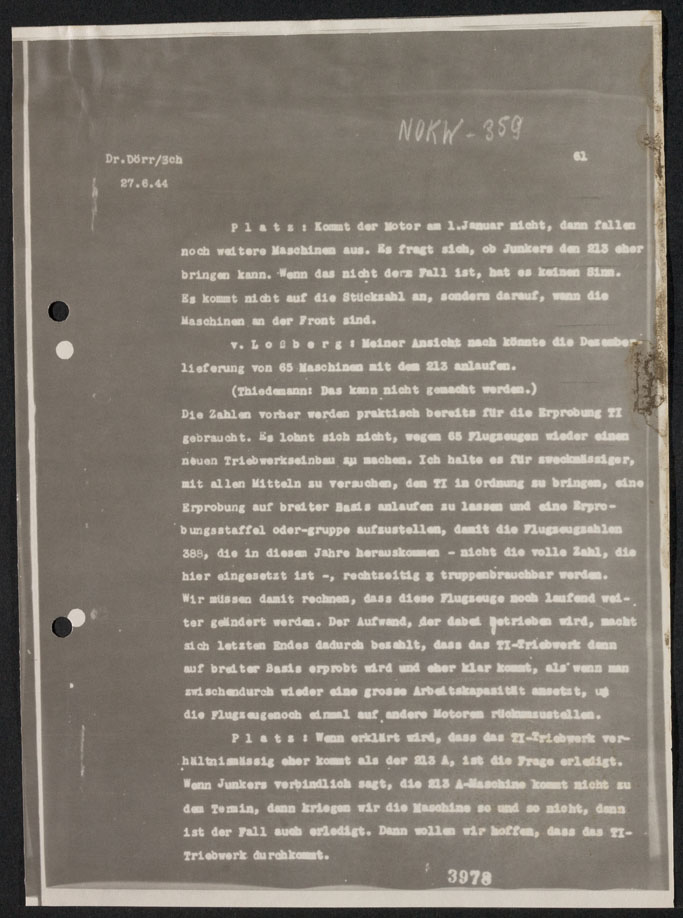 NOKW-359
Dr.Dörr/Sch
61
27.6.44
P l a t z : Kommt der Motor am 1.Januar nicht, dann fallen
noch weitere Maschinen aus. Es fragt sich, ob Junkers den 213 eher
bringen kann. Wenn das nicht derm Fall ist, hat es keinen Sinn.
Es kommt nicht auf die Stückzahl an, sondern darauf, wann die
Maschinen an der Front sind.
v. L o ß b e r g : Meiner Ansicht nach könnte die Dezember-
lieferung von 65 Maschinen mit dem 213 anlaufen.
(Thiedemann: Das kann nicht gemacht werden.)
Die Zahlen vorher werden praktisch bereits für die Erprobung TI
gebraucht. Es lohnt sich nicht, wegen 65 Flugzeugen wieder einen
neuen Triebwerkseinbau zu machen. Ich halte es für zweckmässiger,
mit allen Mitteln zu versuchen, den TI in Ordnung zu bringen, eine
Erprobung auf breiter Basis anlaufen zu lassen und eine Erpro-
bungsstaffel oder-gruppe aufzustellen, damit die Flugzeugzahlen
388, die in diesem Jahre herauskommen - nicht die volle Zahl, die
hier eingesetzt ist -, rechtzeitig z truppenbrauchbar werden.
Wir müssen damit rechnen, dass diese Flugzeuge noch laufend wei-
ter geändert werden. Der Aufwand, der dabei getrieben wird, macht
sich letzten Endes dadurch bezahlt, dass das TI-Triebwerk dann
auf breiter Basis erprobt wird und eher klar kommt, als wenn man
zwischendurch wieder eine grosse Arbeitskapazität ansetzt, um
die Flugzeugenoch einmal auf andere Motoren rückumzustellen.
P l a t z : Wenn erklärt wird, dass das TI-Triebwerk ver-
hältnismässig eher kommt als der 213 A, ist die Frage erledigt.
Wenn Junkers verbindlich sagt, die 213 A-Maschine kommt nicht zu
dem Termin, dann kriegen wir die Maschine so und so nicht, dann
ist der Fall auch erledigt. Dann wollen wir hoffen, dass das TI-
Triebwerk durchkommt.
3978